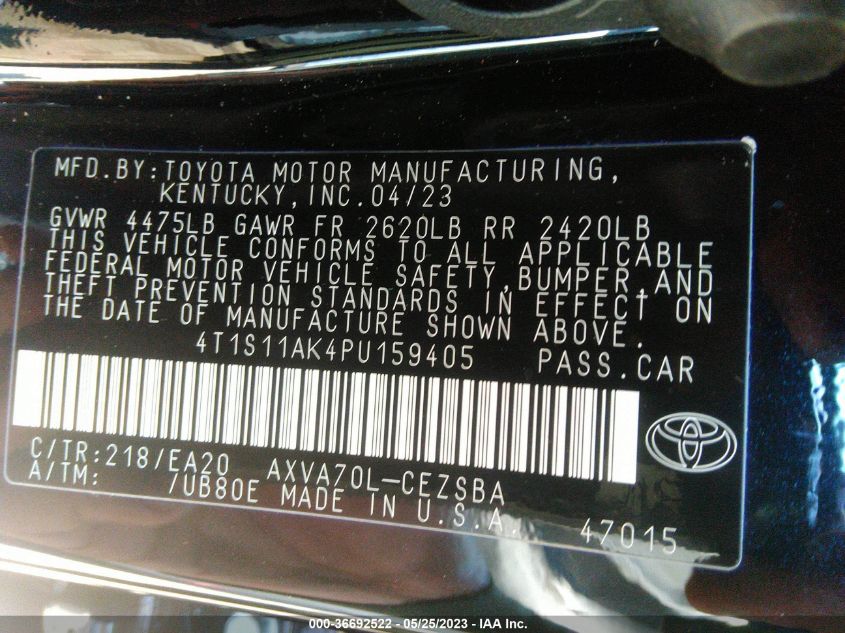 MFD.BY:TOYOTA MOTOR MANUFACTURING,
KENTUCKY,INC.04/23
GVWR 4475LB GAWR FR 2620LB RR 2420LB
THIS VEHICLE CONFORMS TO ALL APPLICABLE
FEDERAL MOTOR VEHICLE SAFETY,BUMPER,AND
THEFT PREVENTION STANDARDS IN EFFECT ON
THE DATE OF MANUFACTURE SHOWN ABOVE.
4T1S11AK4PU159405 PASS.CAR
C/TR:218/EA20 AXVA70L-CEZSBA
A/TM: /UB80E MADE IN U.S.A. 47015
000-36692522 - 05/25/2023 - IAA Inc.